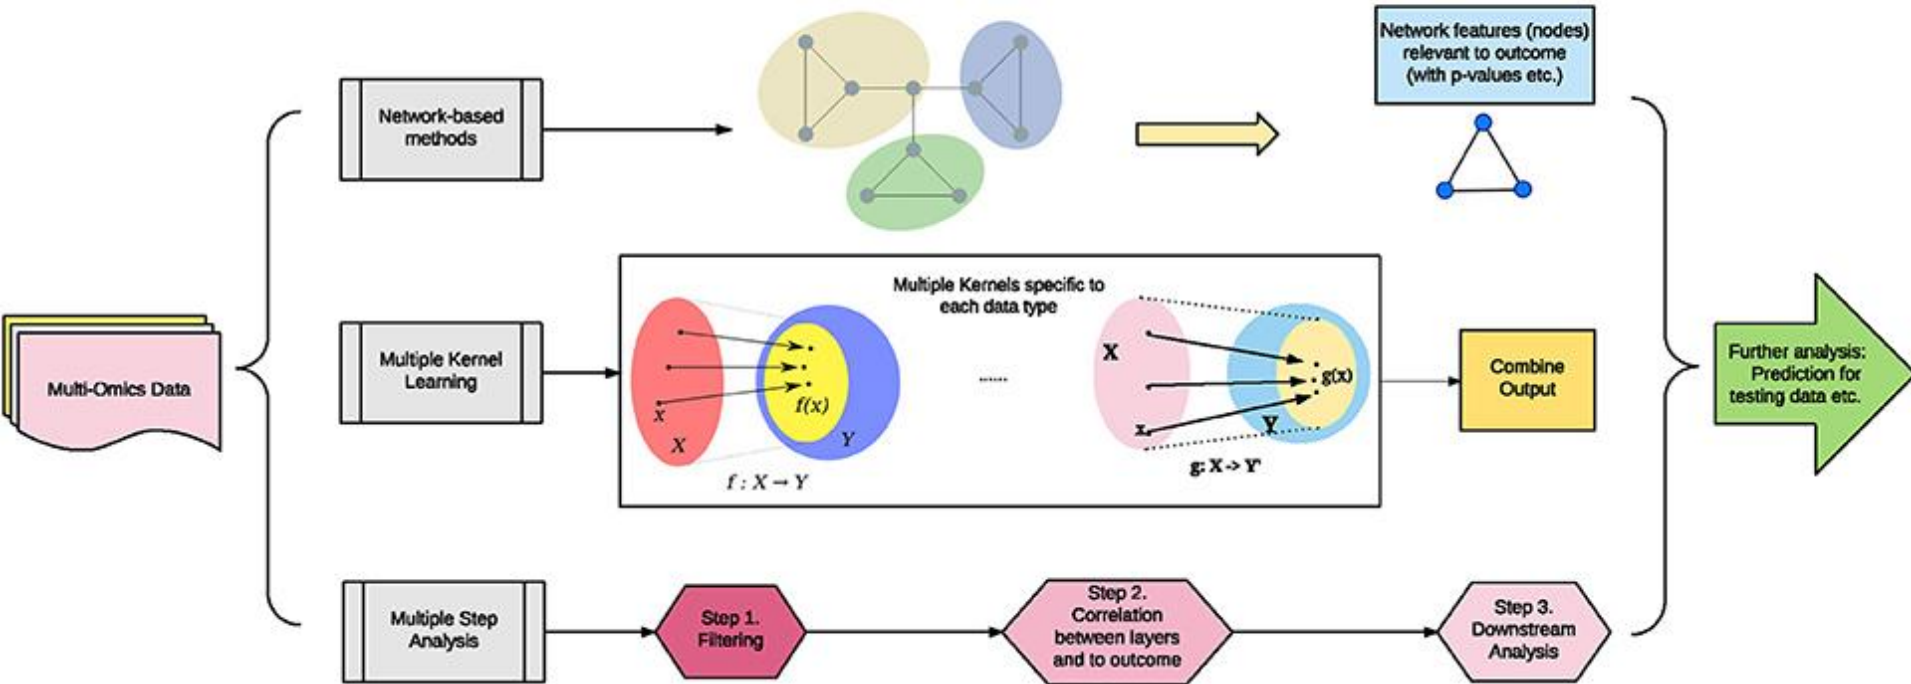 Multi-Omics Data
Network-based
methods
Network features (nodes)
relevant to outcome
(with p-values etc.)
Multiple Kernel
Learning
Multiple Kernels specific to
each data type
x
X
f(x)
Y
f : X → Y
......
X
x
g(x)
Y
g: X -> Y'
Combine
Output
Multiple Step
Analysis
Step 1.
Filtering
Step 2.
Correlation
between layers
and to outcome
Step 3.
Downstream
Analysis
Further analysis:
Prediction for
testing data etc.